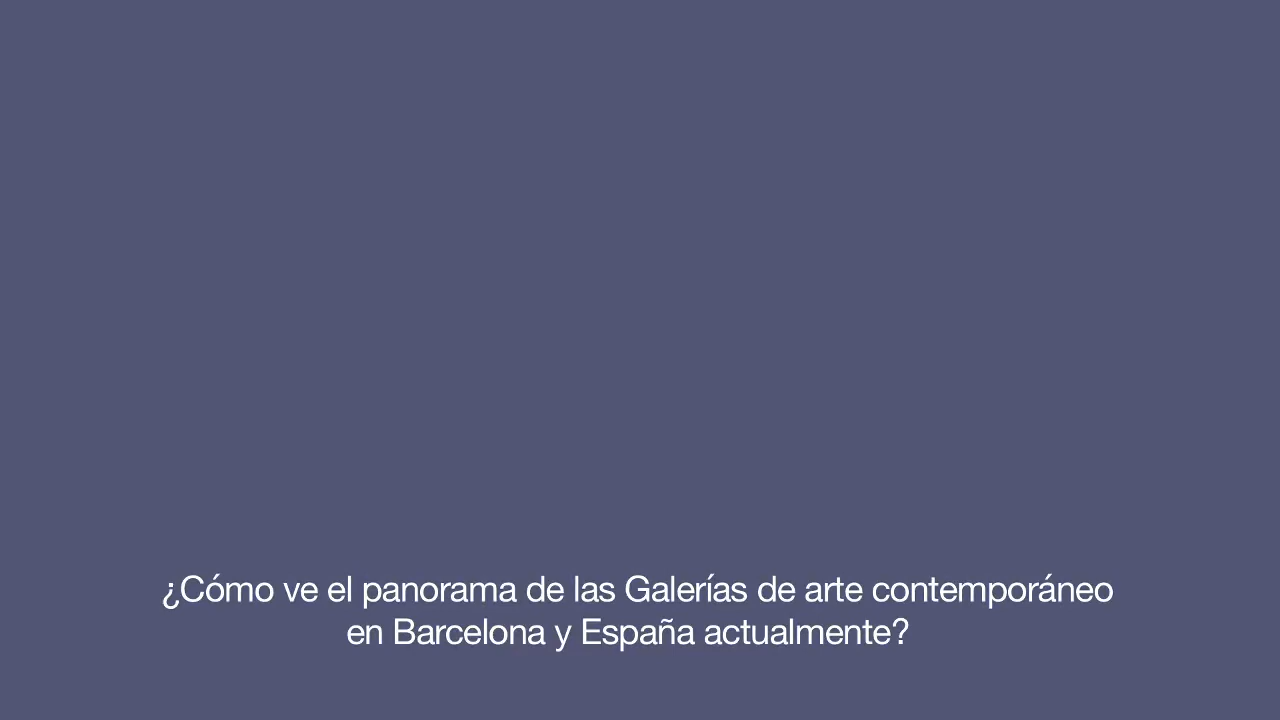 ¿Cómo ve el panorama de las Galerías de arte contemporáneo
en Barcelona y España actualmente?